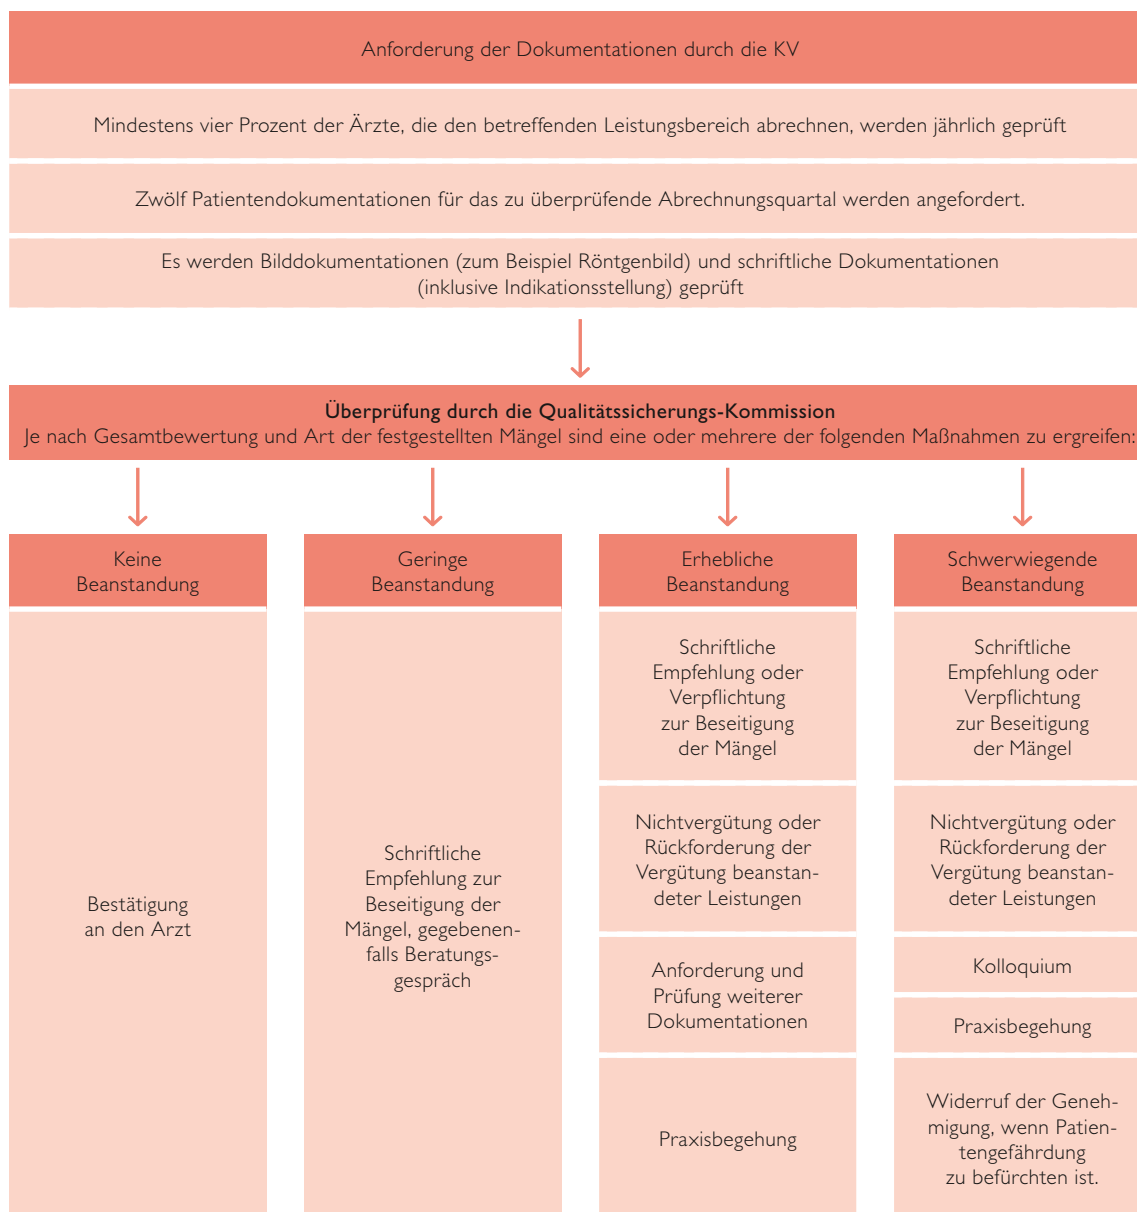 Anforderung der Dokumentationen durch die KV
Mindestens vier Prozent der Ärzte, die den betreffenden Leistungsbereich abrechnen, werden jährlich geprüft
Zwölf Patientendokumentationen für das zu überprüfende Abrechnungsquartal werden angefordert.
Es werden Bilddokumentationen (zum Beispiel Röntgenbild) und schriftliche Dokumentationen
(inklusive Indikationsstellung) geprüft
Überprüfung durch die Qualitätssicherungs-Kommission
Je nach Gesamtbewertung und Art der festgestellten Mängel sind eine oder mehrere der folgenden Maßnahmen zu ergreifen:
Keine
Beanstandung
Bestätigung
an den Arzt
Geringe
Beanstandung
Schriftliche
Empfehlung zur
Beseitigung der
Mängel, gegebenen-
falls Beratungs-
gespräch
Erhebliche
Beanstandung
Schriftliche
Empfehlung oder
Verpflichtung
zur Beseitigung
der Mängel
Nichtvergütung oder
Rückforderung der
Vergütung beanstan-
deter Leistungen
Anforderung und
Prüfung weiterer
Dokumentationen
Praxisbegehung
Schwerwiegende
Beanstandung
Schriftliche
Empfehlung oder
Verpflichtung
zur Beseitigung
der Mängel
Nichtvergütung oder
Rückforderung der
Vergütung beanstan-
deter Leistungen
Kolloquium
Praxisbegehung
Widerruf der Geneh-
migung, wenn Patien-
tengefährdung
zu befürchten ist.